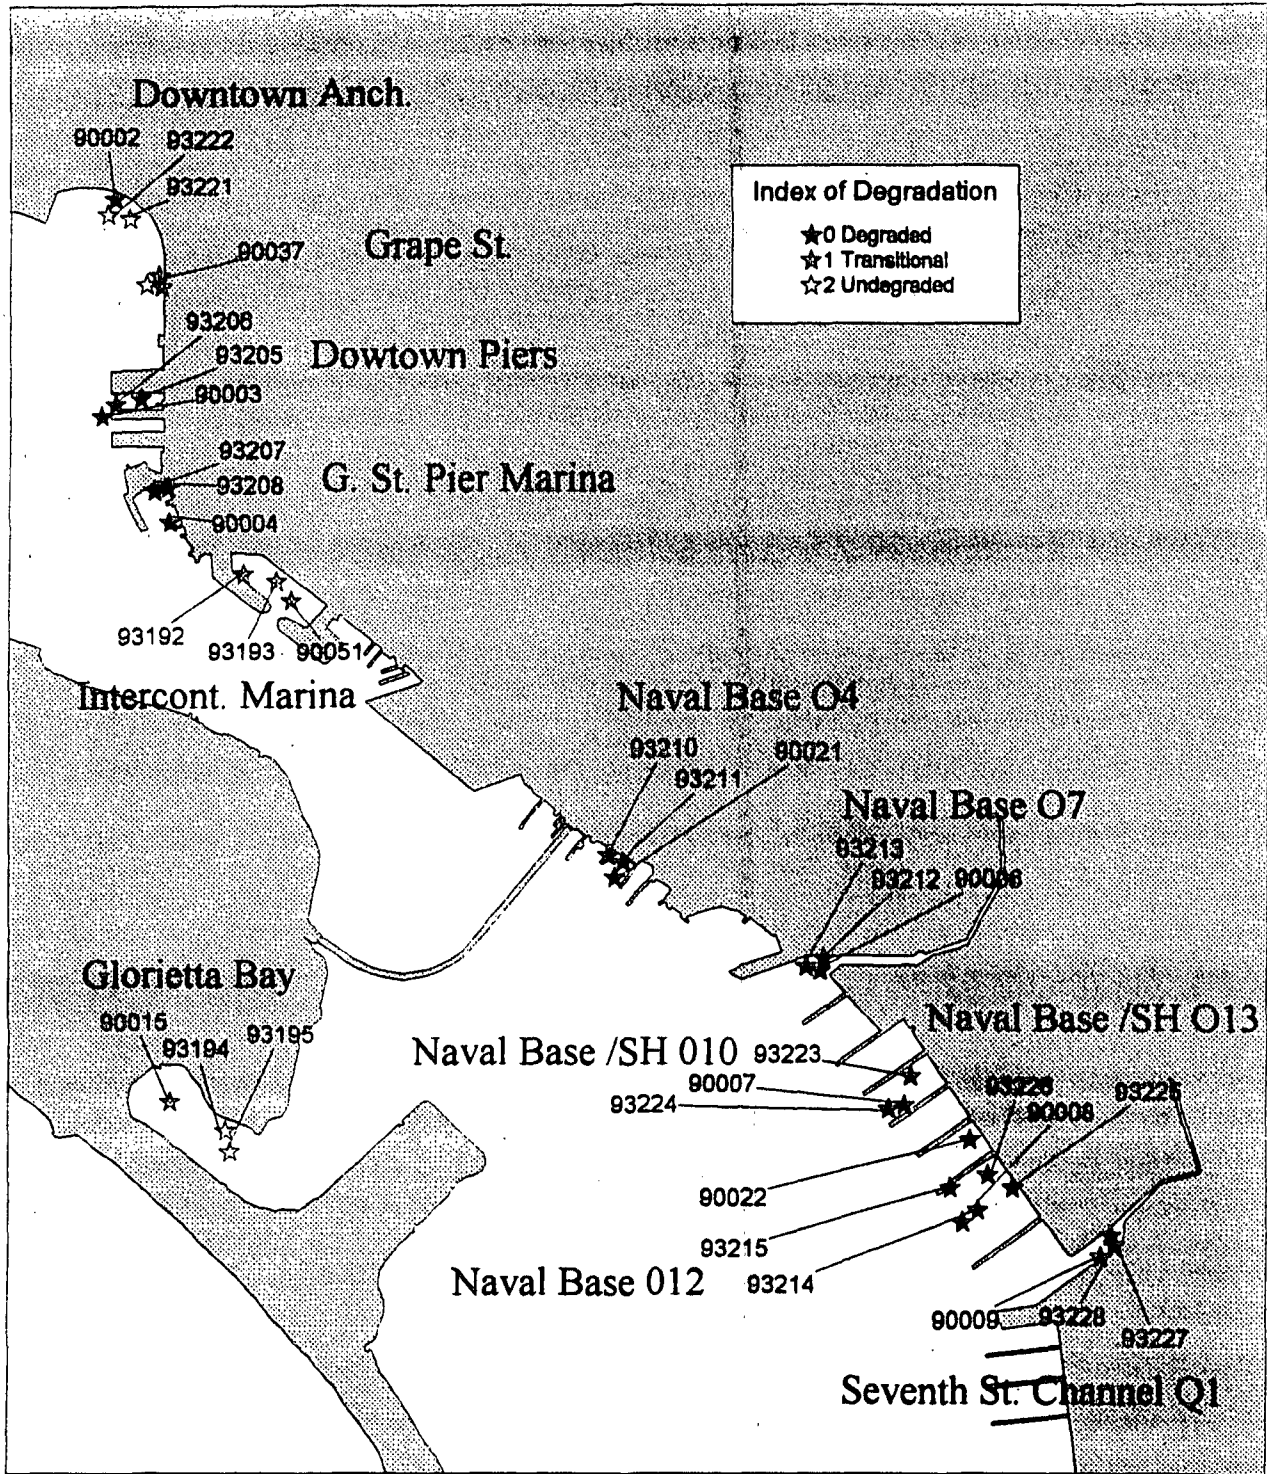 Downtown Anch.
90002 93222
93221
Index of Degradation
0 Degraded
1 Transitional
2 Undegraded
Grape St.
90037
93206
93205
Dowtown Piers
90003
93207
93208
G. St. Pier Marina
90004
93192
93193
90051
Intercont. Marina
Naval Base O4
93210
93211
90021
Naval Base O7
93213
93212
90006
Glorietta Bay
90015
93194
93195
Naval Base /SH O13
Naval Base /SH 010
93223
90007
93224
93226
90008
93225
90022
93215
93214
Naval Base 012
90009
93228
93227
Seventh St. Channel Q1